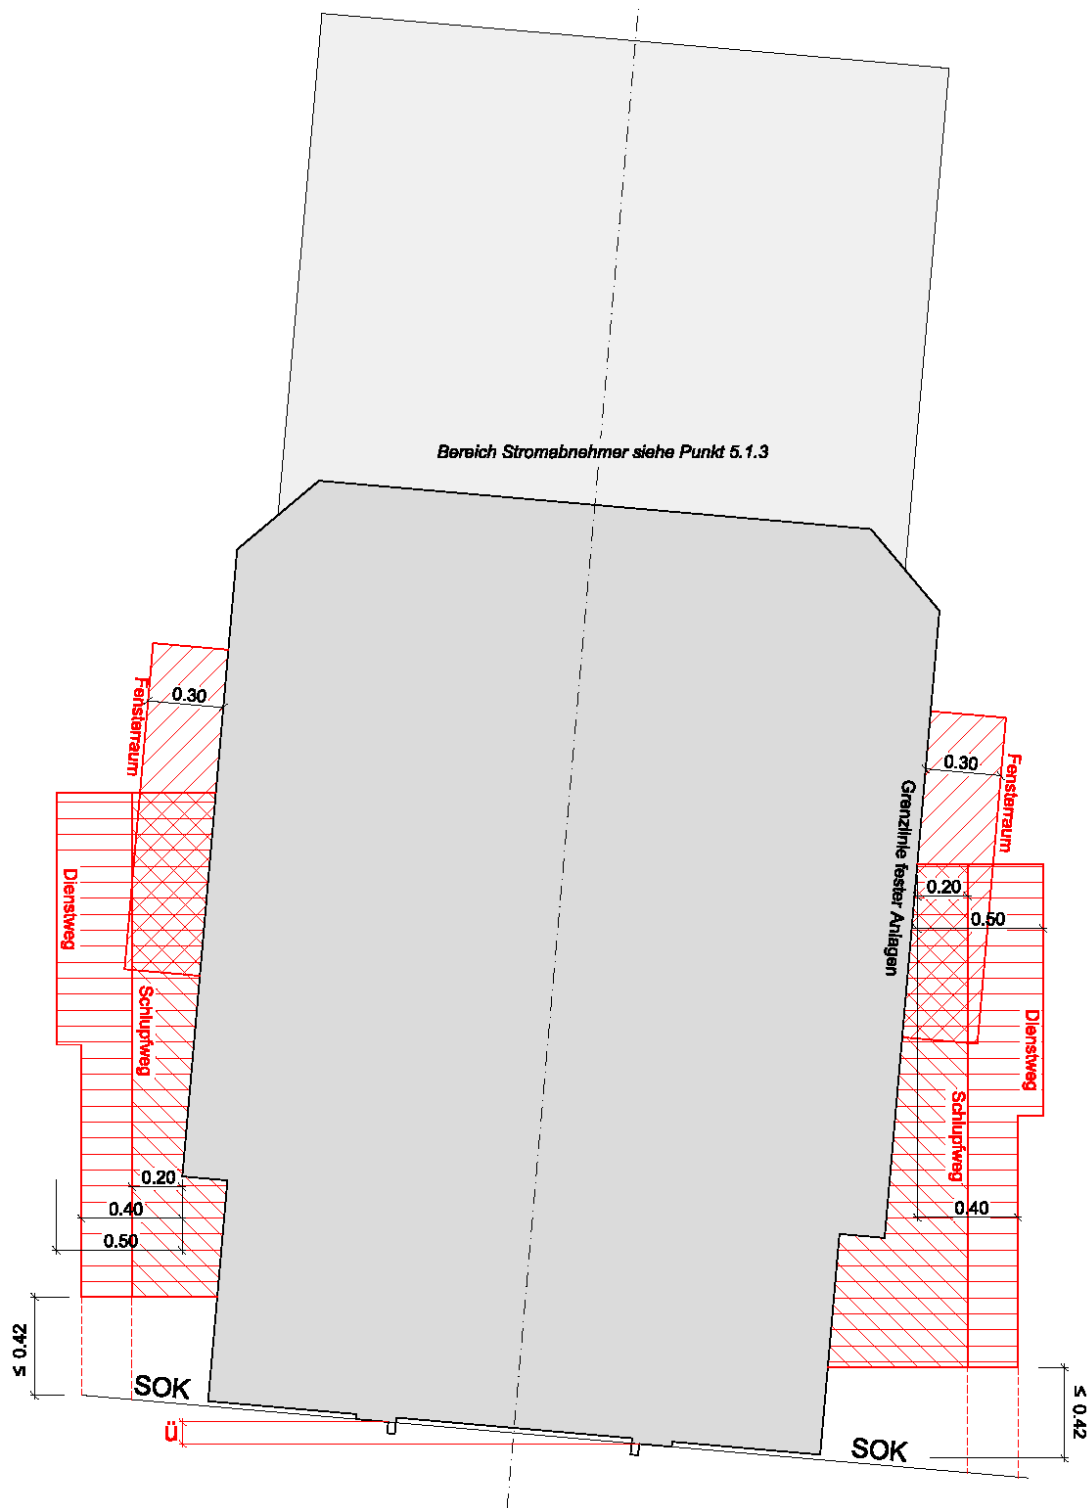 Bereich Stromabnehmer siehe Punkt 5.1.3
Fensterraum
0.30
0.30
Fensterraum
Grenzlinie fester Anlagen
0.20
0.50
Dienstweg
Schlupfweg
Dienstweg
Schlupfweg
0.20
0.40
0.50
0.40
≤ 0.42
SOK
ü
SOK
≤ 0.42